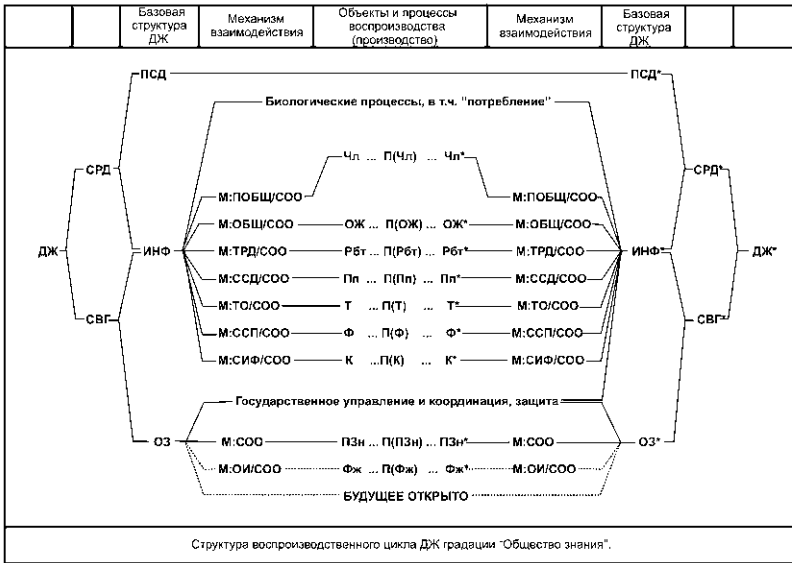 Базовая структура ДЖ
Механизм взаимодействия
Объекты и процессы воспроизводства (производство)
Механизм взаимодействия
Базовая структура ДЖ
ПСД ПСД*
Биологические процессы, в т.ч. "потребление"
Чл ... П(Чл) ... Чл*
СРД СРД*
М:ПОБЩ/СОО М:ПОБЩ/СОО
М:ОБЩ/СОО ОЖ ... П(ОЖ) ... ОЖ* М:ОБЩ/СОО
ДЖ ИНФ М:ТРД/СОО Рбт ... П(Рбт) ... Рбт* М:ТРД/СОО ИНФ* ДЖ*
М:ССД/СОО Пп ... П(Пп) ... Пп* М:ССД/СОО
М:ТО/СОО Т ... П(Т) ... Т* М:ТО/СОО
СВГ СВГ*
М:ССП/СОО Ф ...П(Ф) ... Ф* М:ССП/СОО
М:СИФ/СОО К ...П(К) ... К* М:СИФ/СОО
Государственное управление и координация, защита
ОЗ М:СОО ПЗн ... П(ПЗн) ... ПЗн* М:СОО ОЗ*
М:ОИ/СОО Фж ... П(Фж) ... Фж* М:ОИ/СОО
БУДУЩЕЕ ОТКРЫТО
Структура воспроизводственного цикла ДЖ градации "Общество знания".